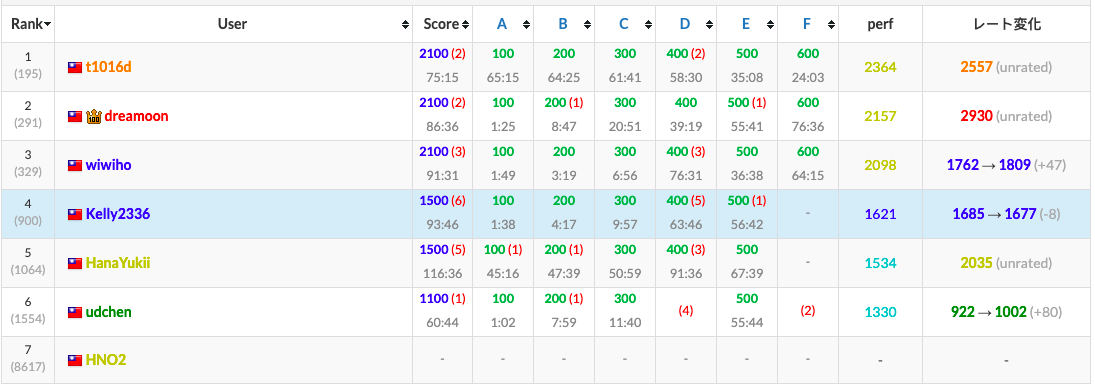 Rank User Score A B C D E F perf レート変化
1 t1016d 2100 (2) 100 200 300 400 (2) 500 600 2364 2557 (unrated)
(195) 75:15 65:15 64:25 61:41 58:30 35:08 24:03
2 dreamoon 2100 (2) 100 200 (1) 300 400 500 (1) 600 2157 2930 (unrated)
(291) 86:36 1:25 8:47 20:51 39:19 55:41 76:36
3 wiwiho 2100 (3) 100 200 300 400 (3) 500 600 2098 1762 → 1809 (+47)
(329) 91:31 1:49 3:19 6:56 76:31 36:38 64:15
4 Kelly2336 1500 (6) 100 200 300 400 (5) 500 (1) - 1621 1685 → 1677 (-8)
(900) 93:46 1:38 4:17 9:57 63:46 56:42
5 HanaYukii 1500 (5) 100 (1) 200 (1) 300 400 (3) 500 - 1534 2035 (unrated)
(1064) 116:36 45:16 47:39 50:59 91:36 67:39
6 udchen 1100 (1) 100 200 (1) 300 (4) 500 (2) 1330 922 → 1002 (+80)
(1554) 60:44 1:02 7:59 11:40 55:44
7 HNO2 - - - - - - - - -
(8617)